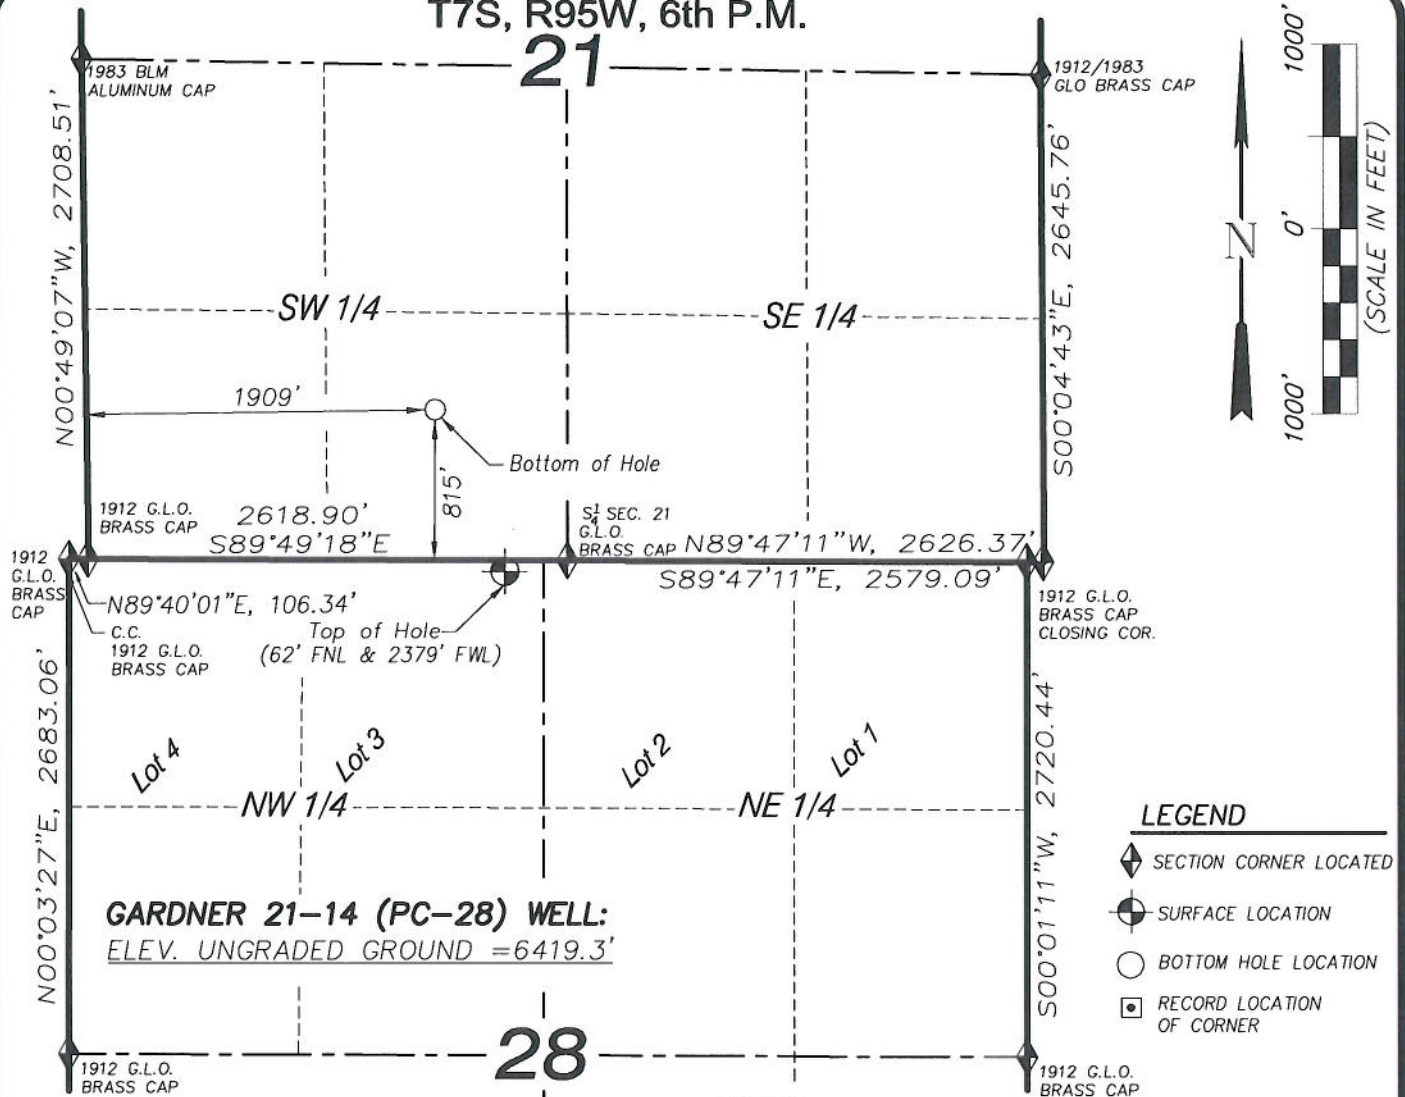 T7S, R95W, 6th P.M.
21
1983 BLM
ALUMINUM CAP
1912/1983
GLO BRASS CAP
N00°49'07"W, 2708.51'
S00°04'43"E, 2645.76'
1000'
0'
1000'
(SCALE IN FEET)
N
SW 1/4
SE 1/4
1909'
815'
Bottom of Hole
1912 G.L.O.
BRASS CAP
2618.90'
S89°49'18"E
S 1/4 SEC. 21
G.L.O.
BRASS CAP
N89°47'11"W, 2626.37'
S89°47'11"E, 2579.09'
1912
G.L.O.
BRASS
CAP
N89°40'01"E, 106.34'
C.C.
1912 G.L.O.
BRASS CAP
Top of Hole
(62' FNL & 2379' FWL)
1912 G.L.O.
BRASS CAP
CLOSING COR.
N00°03'27"E, 2683.06'
S00°01'11"W, 2720.44'
Lot 4
Lot 3
Lot 2
Lot 1
NW 1/4
NE 1/4
GARDNER 21-14 (PC-28) WELL:
ELEV. UNGRADED GROUND =6419.3'
28
1912 G.L.O.
BRASS CAP
1912 G.L.O.
BRASS CAP
LEGEND
SECTION CORNER LOCATED
SURFACE LOCATION
BOTTOM HOLE LOCATION
RECORD LOCATION
OF CORNER